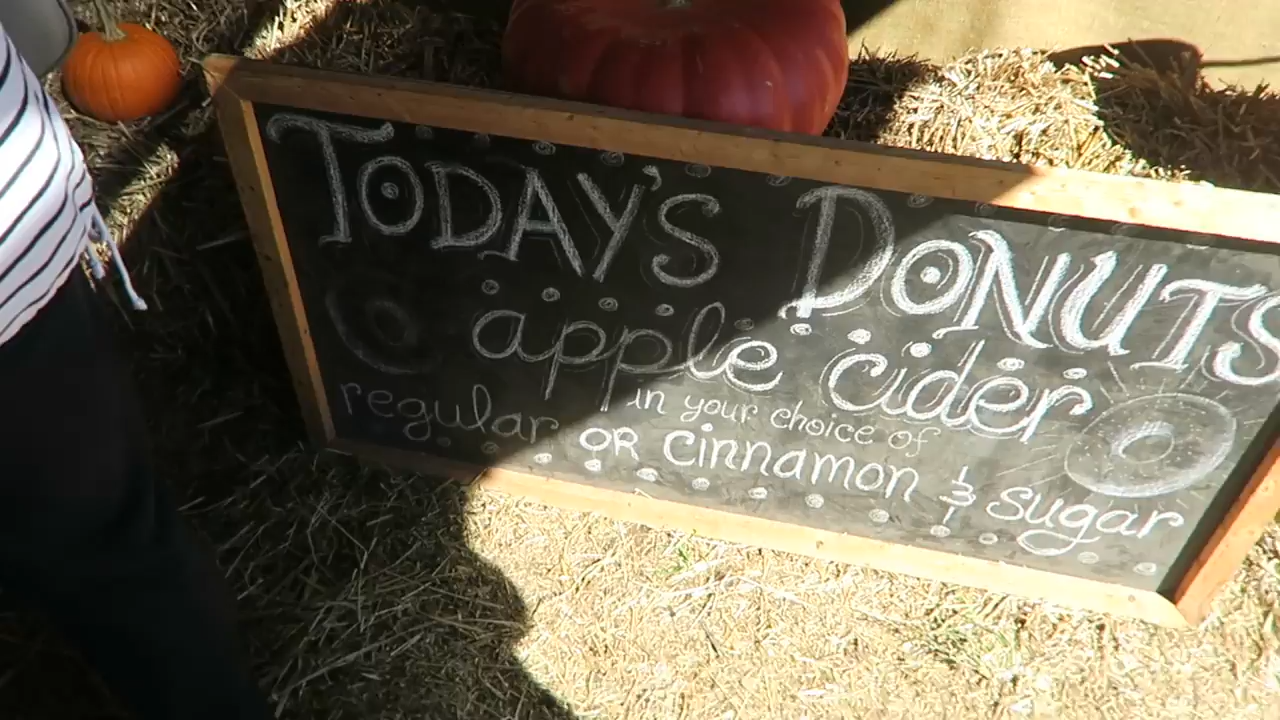 TODAY'S DONUTS
apple cider
in your choice of
regular OR cinnamon & sugar